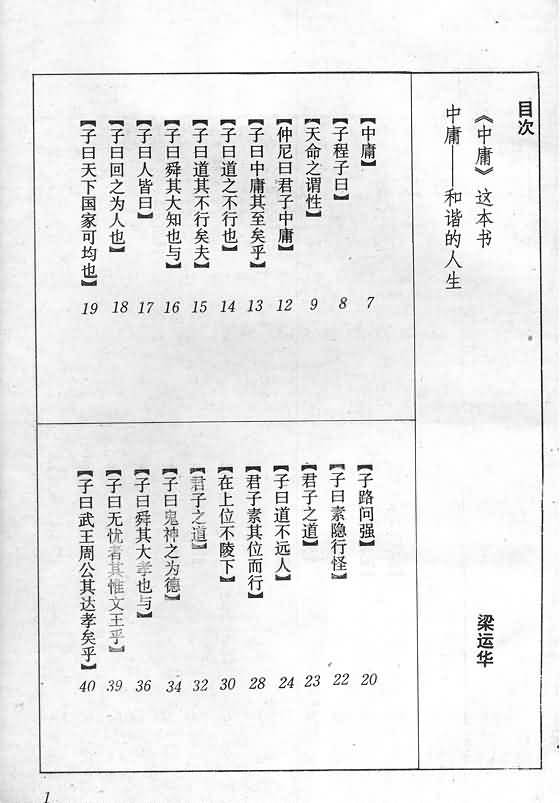 目次
《中庸》这本书
中庸——和谐的人生
梁运华
【中庸】 7
【子程子曰】 8
【天命之谓性】 9
【仲尼曰君子中庸】 12
【子曰中庸其至矣乎】 13
【子曰道之不行也】 14
【子曰道其不行矣夫】 15
【子曰舜其大知也与】 16
【子曰人皆曰】 17
【子曰回之为人也】 18
【子曰天下国家可均也】 19
【子路问强】 20
【子曰素隐行怪】 22
【君子之道】 23
【子曰道不远人】 24
【君子素其位而行】 28
【在上位不陵下】 30
【君子之道】 32
【子曰鬼神之为德】 34
【子曰舜其大孝也与】 36
【子曰无忧者其惟文王乎】 39
【子曰武王周公其达孝矣乎】 40
1